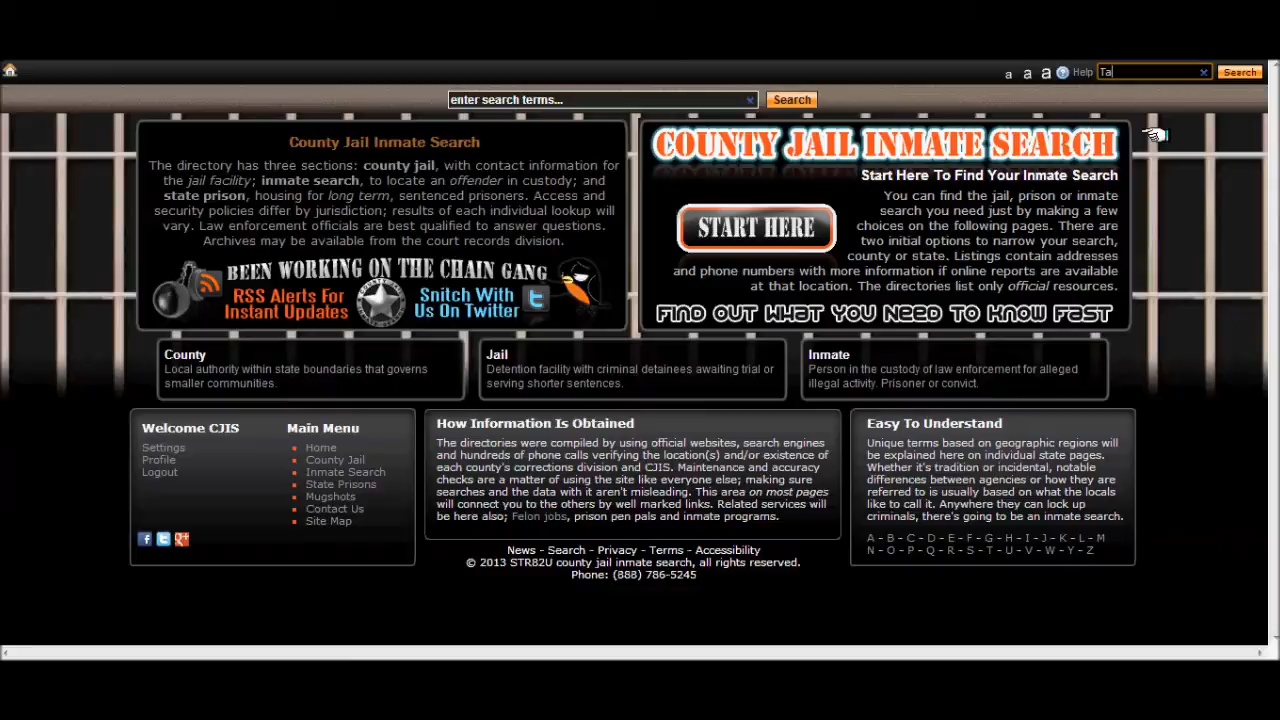 a a a Help Ta Search
enter search terms... Search
County Jail Inmate Search
The directory has three sections: county jail, with contact information for
the jail facility; inmate search, to locate an offender in custody; and
state prison, housing for long term, sentenced prisoners. Access and
security policies differ by jurisdiction; results of each individual lookup will
vary. Law enforcement officials are best qualified to answer questions.
Archives may be available from the court records division.
BEEN WORKING ON THE CHAIN GANG
RSS Alerts For
Instant Updates
Snitch With
Us On Twitter
COUNTY JAIL INMATE SEARCH
Start Here To Find Your Inmate Search
START HERE
You can find the jail, prison or inmate
search you need just by making a few
choices on the following pages. There are
two initial options to narrow your search,
county or state. Listings contain addresses
and phone numbers with more information if online reports are available
at that location. The directories list only official resources.
FIND OUT WHAT YOU NEED TO KNOW FAST
County
Local authority within state boundaries that governs
smaller communities.
Jail
Detention facility with criminal detainees awaiting trial or
serving shorter sentences.
Inmate
Person in the custody of law enforcement for alleged
illegal activity. Prisoner or convict.
Welcome CJIS
Settings
Profile
Logout
Main Menu
Home
County Jail
Inmate Search
State Prisons
Mugshots
Contact Us
Site Map
How Information Is Obtained
The directories were compiled by using official websites, search engines
and hundreds of phone calls verifying the location(s) and/or existence of
each county's corrections division and CJIS. Maintenance and accuracy
checks are a matter of using the site like everyone else; making sure
searches and the data with it aren't misleading. This area on most pages
will connect you to the others by well marked links. Related services will
be here also; Felon jobs, prison pen pals and inmate programs.
Easy To Understand
Unique terms based on geographic regions will
be explained here on individual state pages.
Whether it's tradition or incidental, notable
differences between agencies or how they are
referred to is usually based on what the locals
like to call it. Anywhere they can lock up
criminals, there's going to be an inmate search.
A - B - C - D - E - F - G - H - I - J - K - L - M
N - O - P - Q - R - S - T - U - V - W - Y - Z
News - Search - Privacy - Terms - Accessibility
© 2013 STR82U county jail inmate search, all rights reserved.
Phone: (888) 786-5245